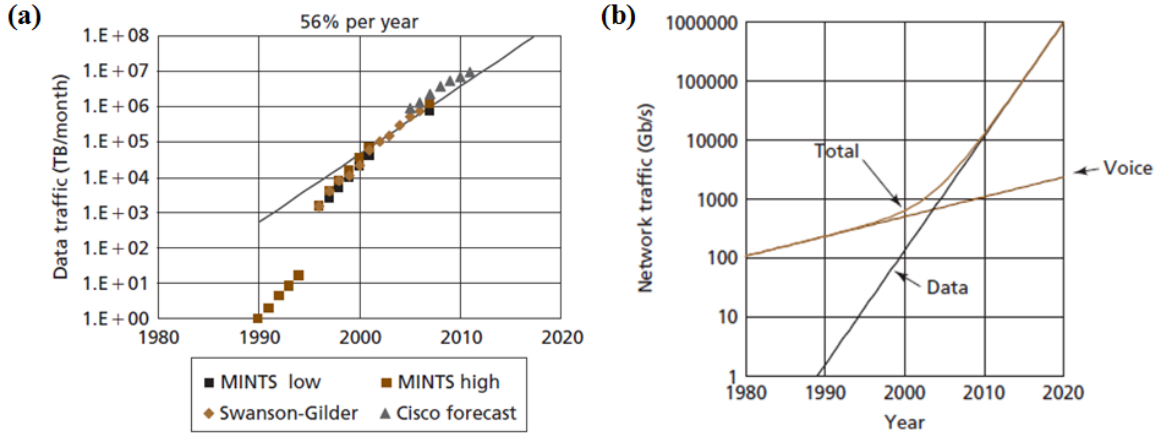 (a)
56% per year
Data traffic (TB/month)
1.E + 08
1.E + 07
1.E + 06
1.E + 05
1.E + 04
1.E + 03
1.E + 02
1.E + 01
1.E + 00
1980 1990 2000 2010 2020
MINTS low MINTS high
Swanson-Gilder Cisco forecast
(b)
Network traffic (Gb/s)
1000000
100000
10000
1000
100
10
1
Total
Voice
Data
1980 1990 2000 2010 2020
Year